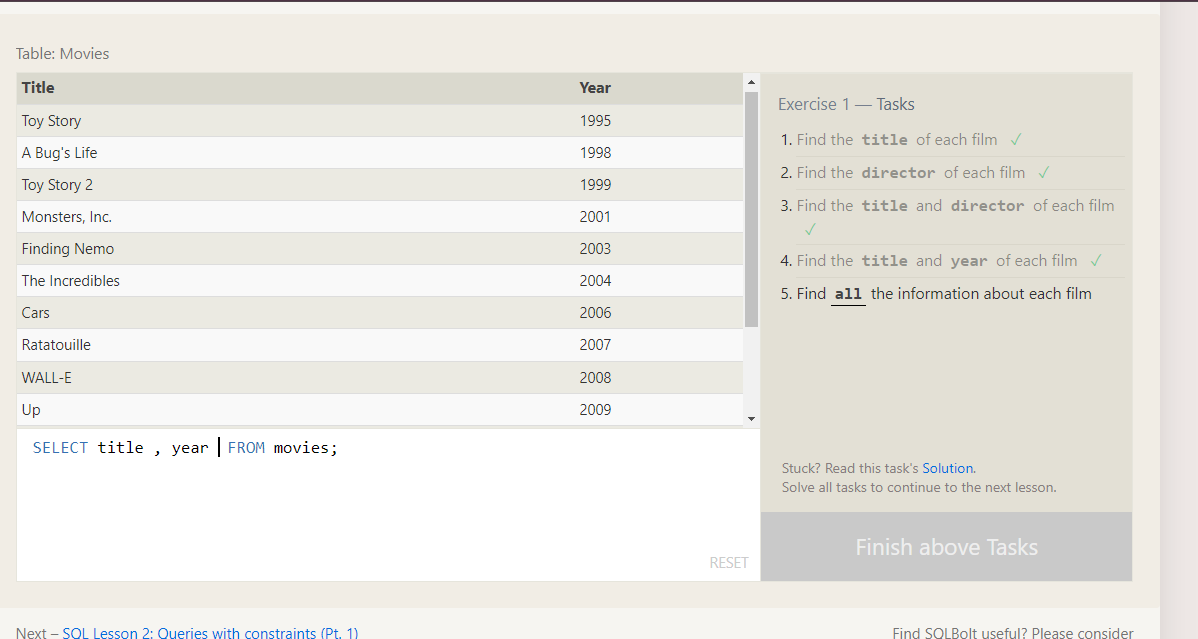 Table: Movies
Title Year
Toy Story 1995
A Bug's Life 1998
Toy Story 2 1999
Monsters, Inc. 2001
Finding Nemo 2003
The Incredibles 2004
Cars 2006
Ratatouille 2007
WALL-E 2008
Up 2009
SELECT title , year FROM movies;
RESET
Exercise 1 — Tasks
1. Find the title of each film ✓
2. Find the director of each film ✓
3. Find the title and director of each film
✓
4. Find the title and year of each film ✓
5. Find all the information about each film
Stuck? Read this task's Solution.
Solve all tasks to continue to the next lesson.
Finish above Tasks
Next – SQL Lesson 2: Queries with constraints (Pt. 1)
Find SQLBolt useful? Please consider